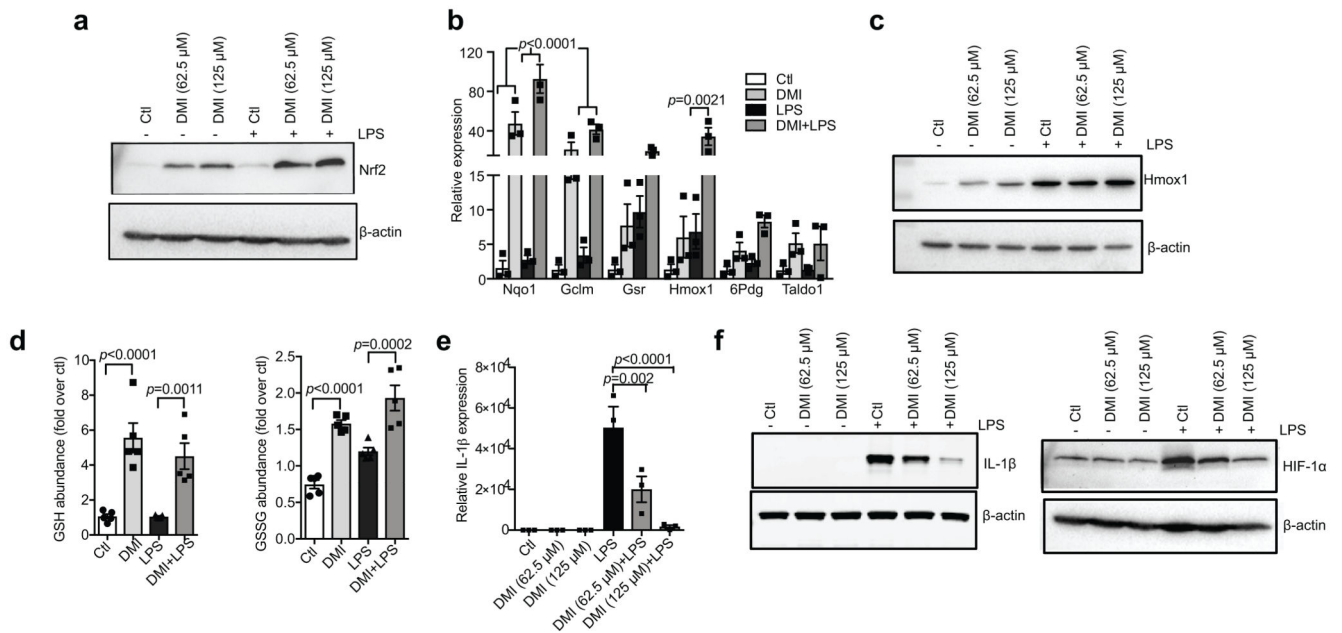 a
Ctl
DMI (62.5 µM)
DMI (125 µM)
Ctl
DMI (62.5 µM)
DMI (125 µM)
- - - + + + LPS
Nrf2
β-actin
b
p<0.0001
p=0.0021
Ctl
DMI
LPS
DMI+LPS
Relative expression
120
80
40
15
10
5
0
Nqo1 Gclm Gsr Hmox1 6Pdg Taldo1
c
Ctl
DMI (62.5 µM)
DMI (125 µM)
Ctl
DMI (62.5 µM)
DMI (125 µM)
- - - + + +
LPS
Hmox1
β-actin
d
GSH abundance (fold over ctl)
10
8
6
4
2
0
p<0.0001
p=0.0011
Ctl
DMI
LPS
DMI+LPS
GSSG abundance (fold over ctl)
2.5
2.0
1.5
1.0
0.5
0.0
p<0.0001
p=0.0002
Ctl
DMI
LPS
DMI+LPS
e
Relative IL-1β expression
8×10⁴
6×10⁴
4×10⁴
2×10⁴
0
p<0.0001
p=0.002
Ctl
DMI (62.5 µM)
DMI (125 µM)
LPS
DMI (62.5 µM)+LPS
DMI (125 µM)+LPS
f
Ctl
DMI (62.5 µM)
DMI (125 µM)
Ctl
DMI (62.5 µM)
DMI (125 µM)
- - - + + +
LPS
IL-1β
β-actin
Ctl
DMI (62.5 µM)
DMI (125 µM)
Ctl
DMI (62.5 µM)
DMI (125 µM)
- - - + + +
LPS
HIF-1α
β-actin